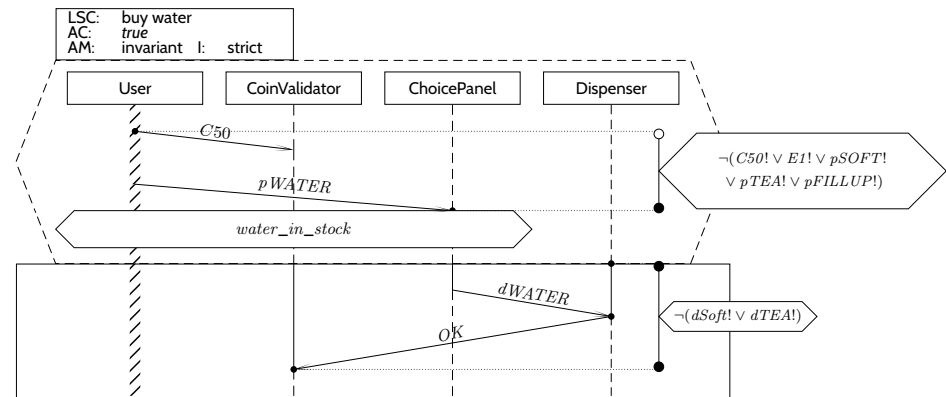 LSC: buy water
AC: true
AM: invariant I: strict
User
CoinValidator
ChoicePanel
Dispenser
C50
¬(C50! ∨ E1! ∨ pSOFT!
∨ pTEA! ∨ pFILLUP!)
pWATER
water_in_stock
dWATER
¬(dSoft! ∨ dTEA!)
OK